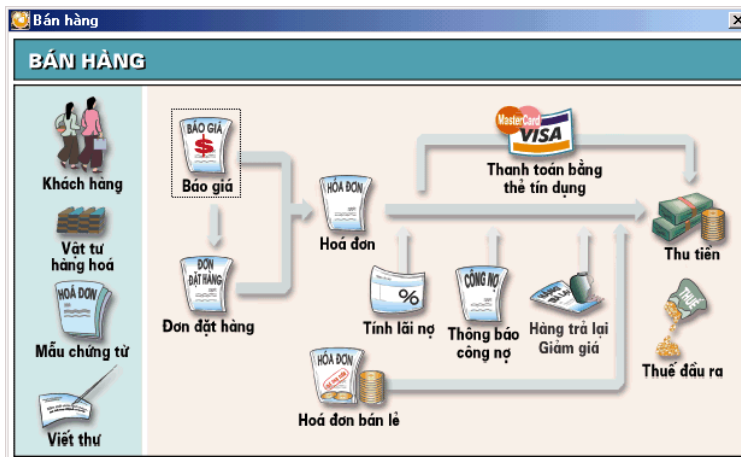 Bán hàng
BÁN HÀNG
Khách hàng
Vật tư
hàng hoá
HOÁ ĐƠN
Mẫu chứng từ
Viết thư
BÁO GIÁ
$
Báo giá
ĐƠN
ĐẶT HÀNG
Đơn đặt hàng
HÓA ĐƠN
Hoá đơn
MasterCard
VISA
Thanh toán bằng
thẻ tín dụng
Thu tiền
%
Tính lãi nợ
CÔNG NỢ
Thông báo
công nợ
Hàng trả lại
Giảm giá
THUẾ
Thuế đầu ra
HÓA ĐƠN
Hoá đơn bán lẻ